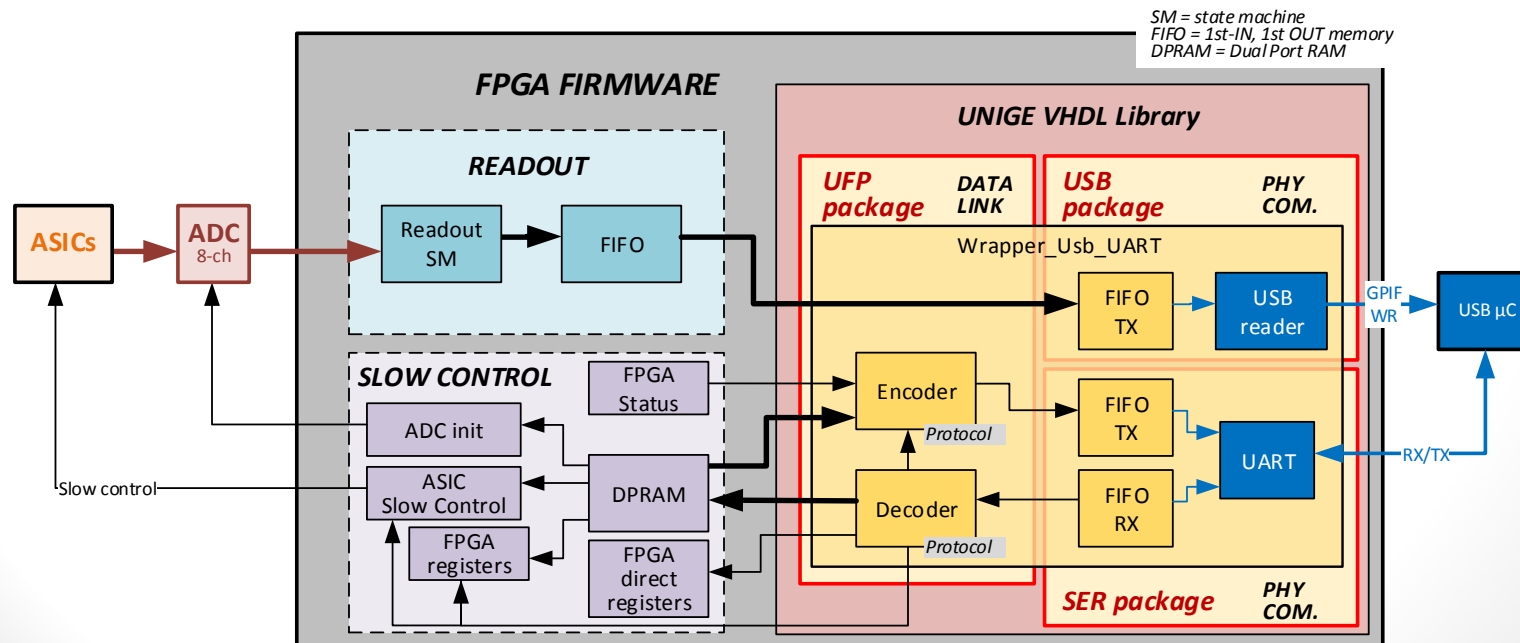 SM = state machine
FIFO = 1st-IN, 1st OUT memory
DPRAM = Dual Port RAM
FPGA FIRMWARE
UNIGE VHDL Library
READOUT
UFP
package
DATA
LINK
USB
package
PHY
COM.
ASICs
ADC
8-ch
Readout
SM
FIFO
Wrapper_Usb_UART
FIFO
TX
USB
reader
GPIF
WR
USB µC
SLOW CONTROL
FPGA
Status
Encoder
Protocol
FIFO
TX
ADC init
UART
RX/TX
Slow control
ASIC
Slow Control
DPRAM
Decoder
Protocol
FIFO
RX
FPGA
registers
FPGA
direct
registers
SER package
PHY
COM.